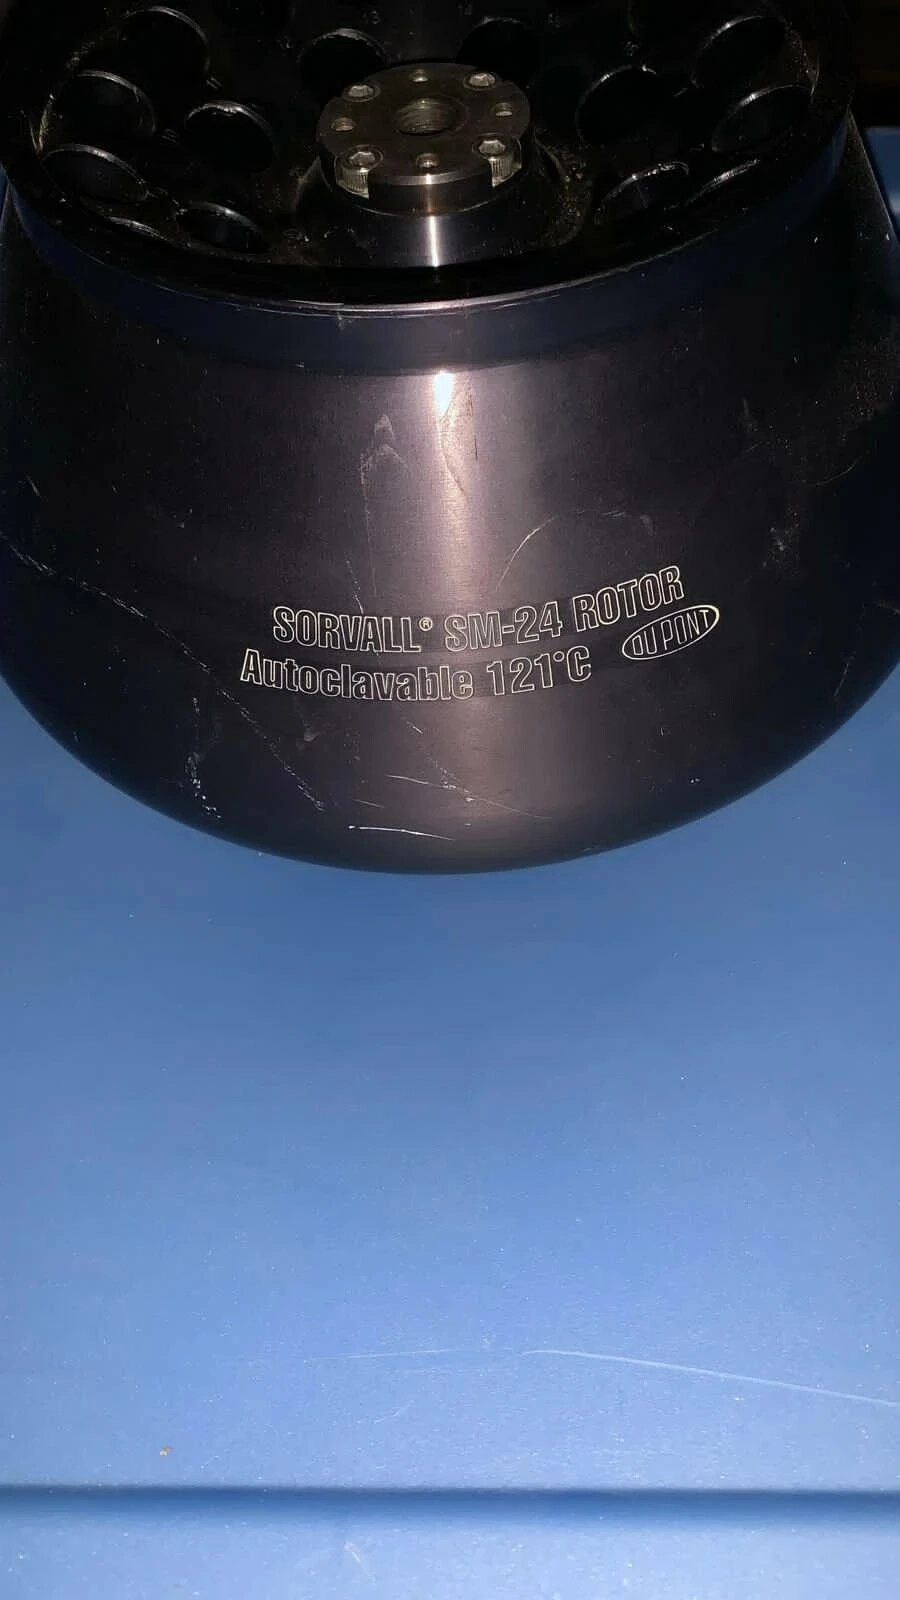 SORVALL® SM-24 ROTOR
Autoclavable 121°C
DU PONT